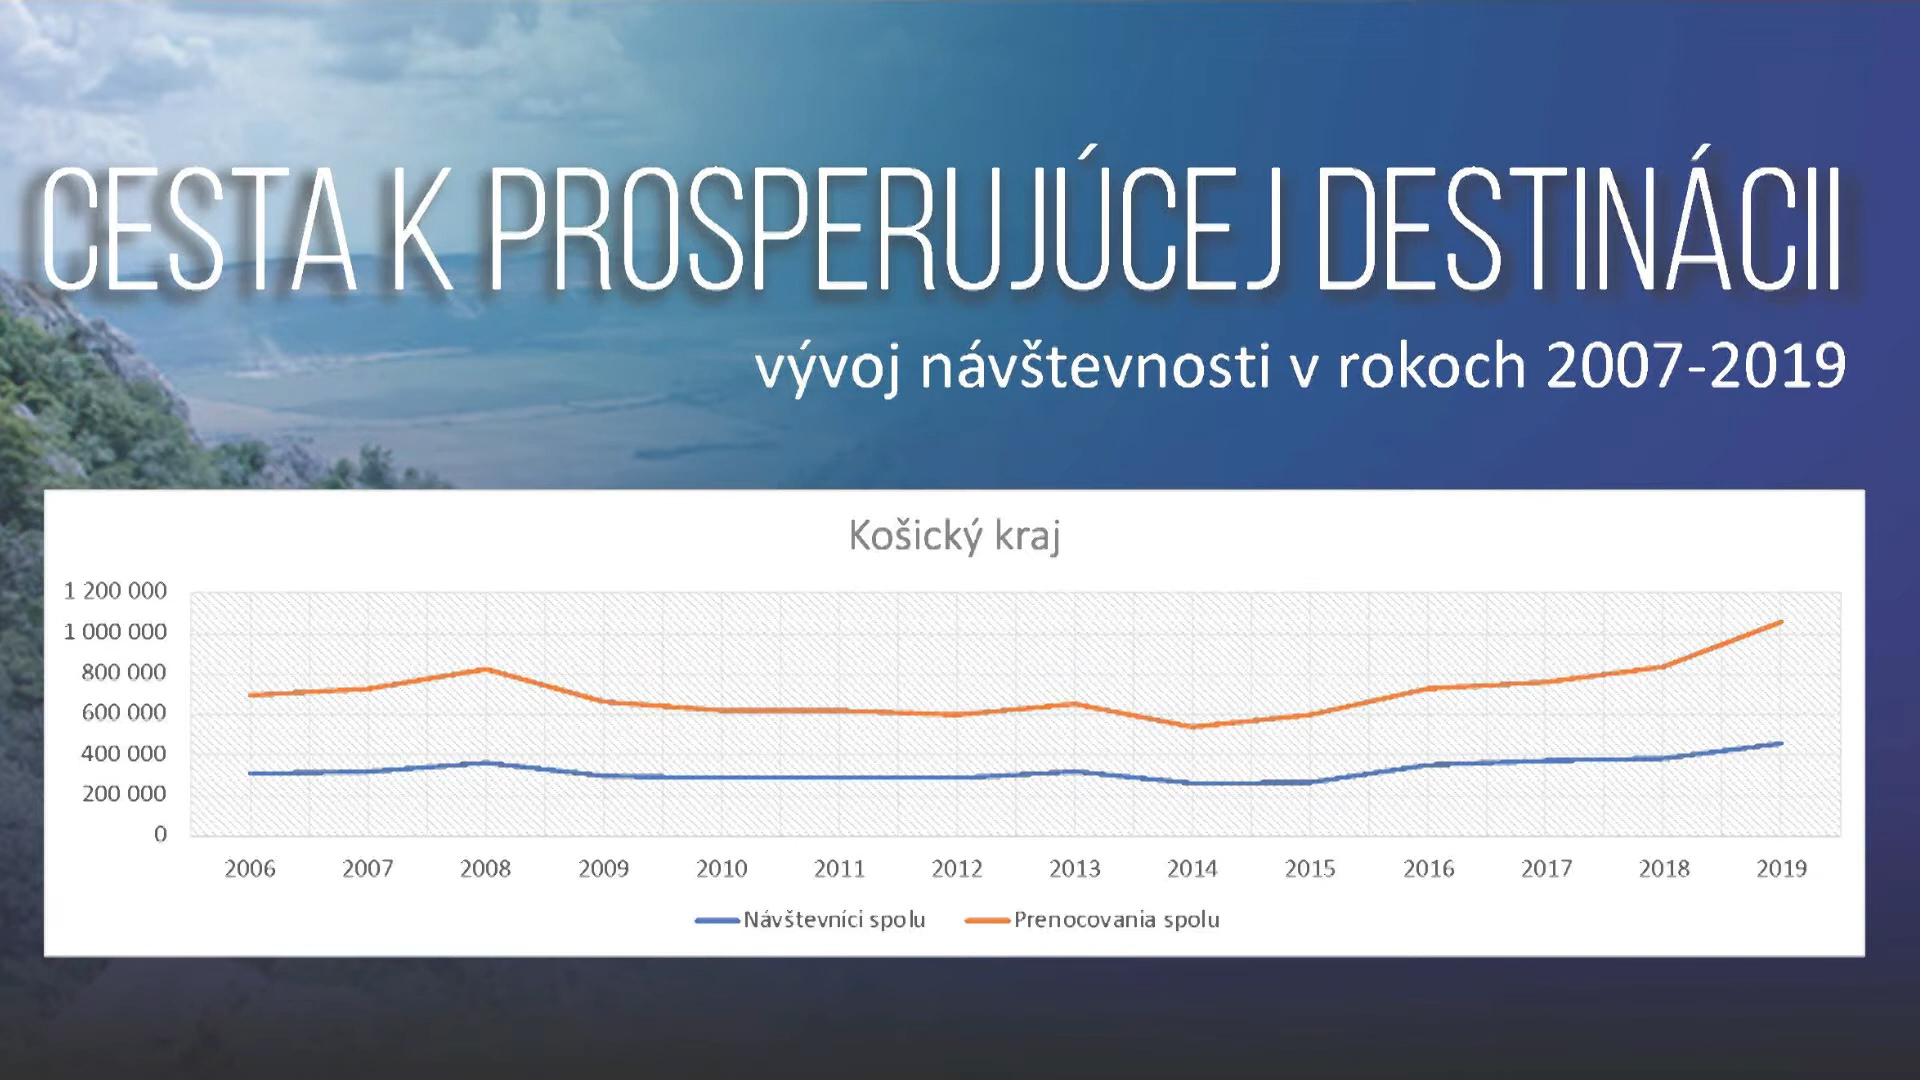 CESTA K PROSPERUJÚCEJ DESTINÁCII
vývoj návštevnosti v rokoch 2007-2019
Košický kraj
1 200 000
1 000 000
800 000
600 000
400 000
200 000
0
2006 2007 2008 2009 2010 2011 2012 2013 2014 2015 2016 2017 2018 2019
Návštevníci spolu Prenocovania spolu